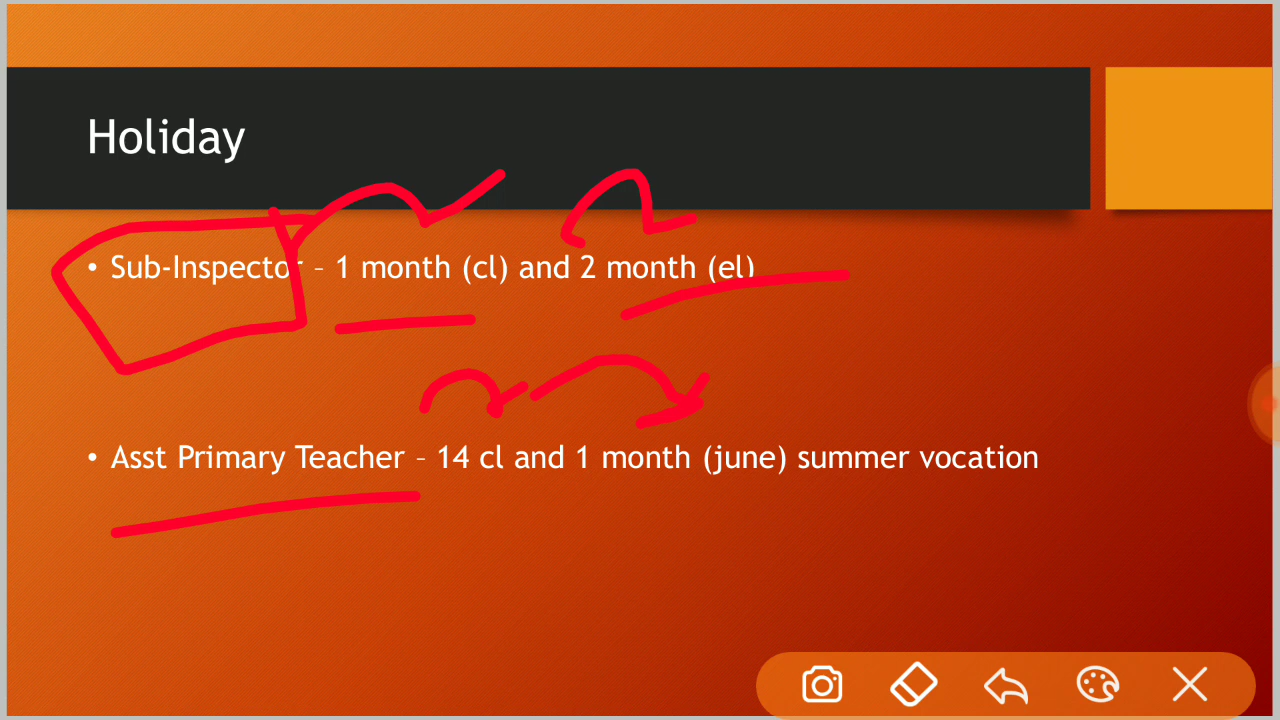 Holiday
• Sub-Inspector – 1 month (cl) and 2 month (el)
• Asst Primary Teacher – 14 cl and 1 month (june) summer vocation